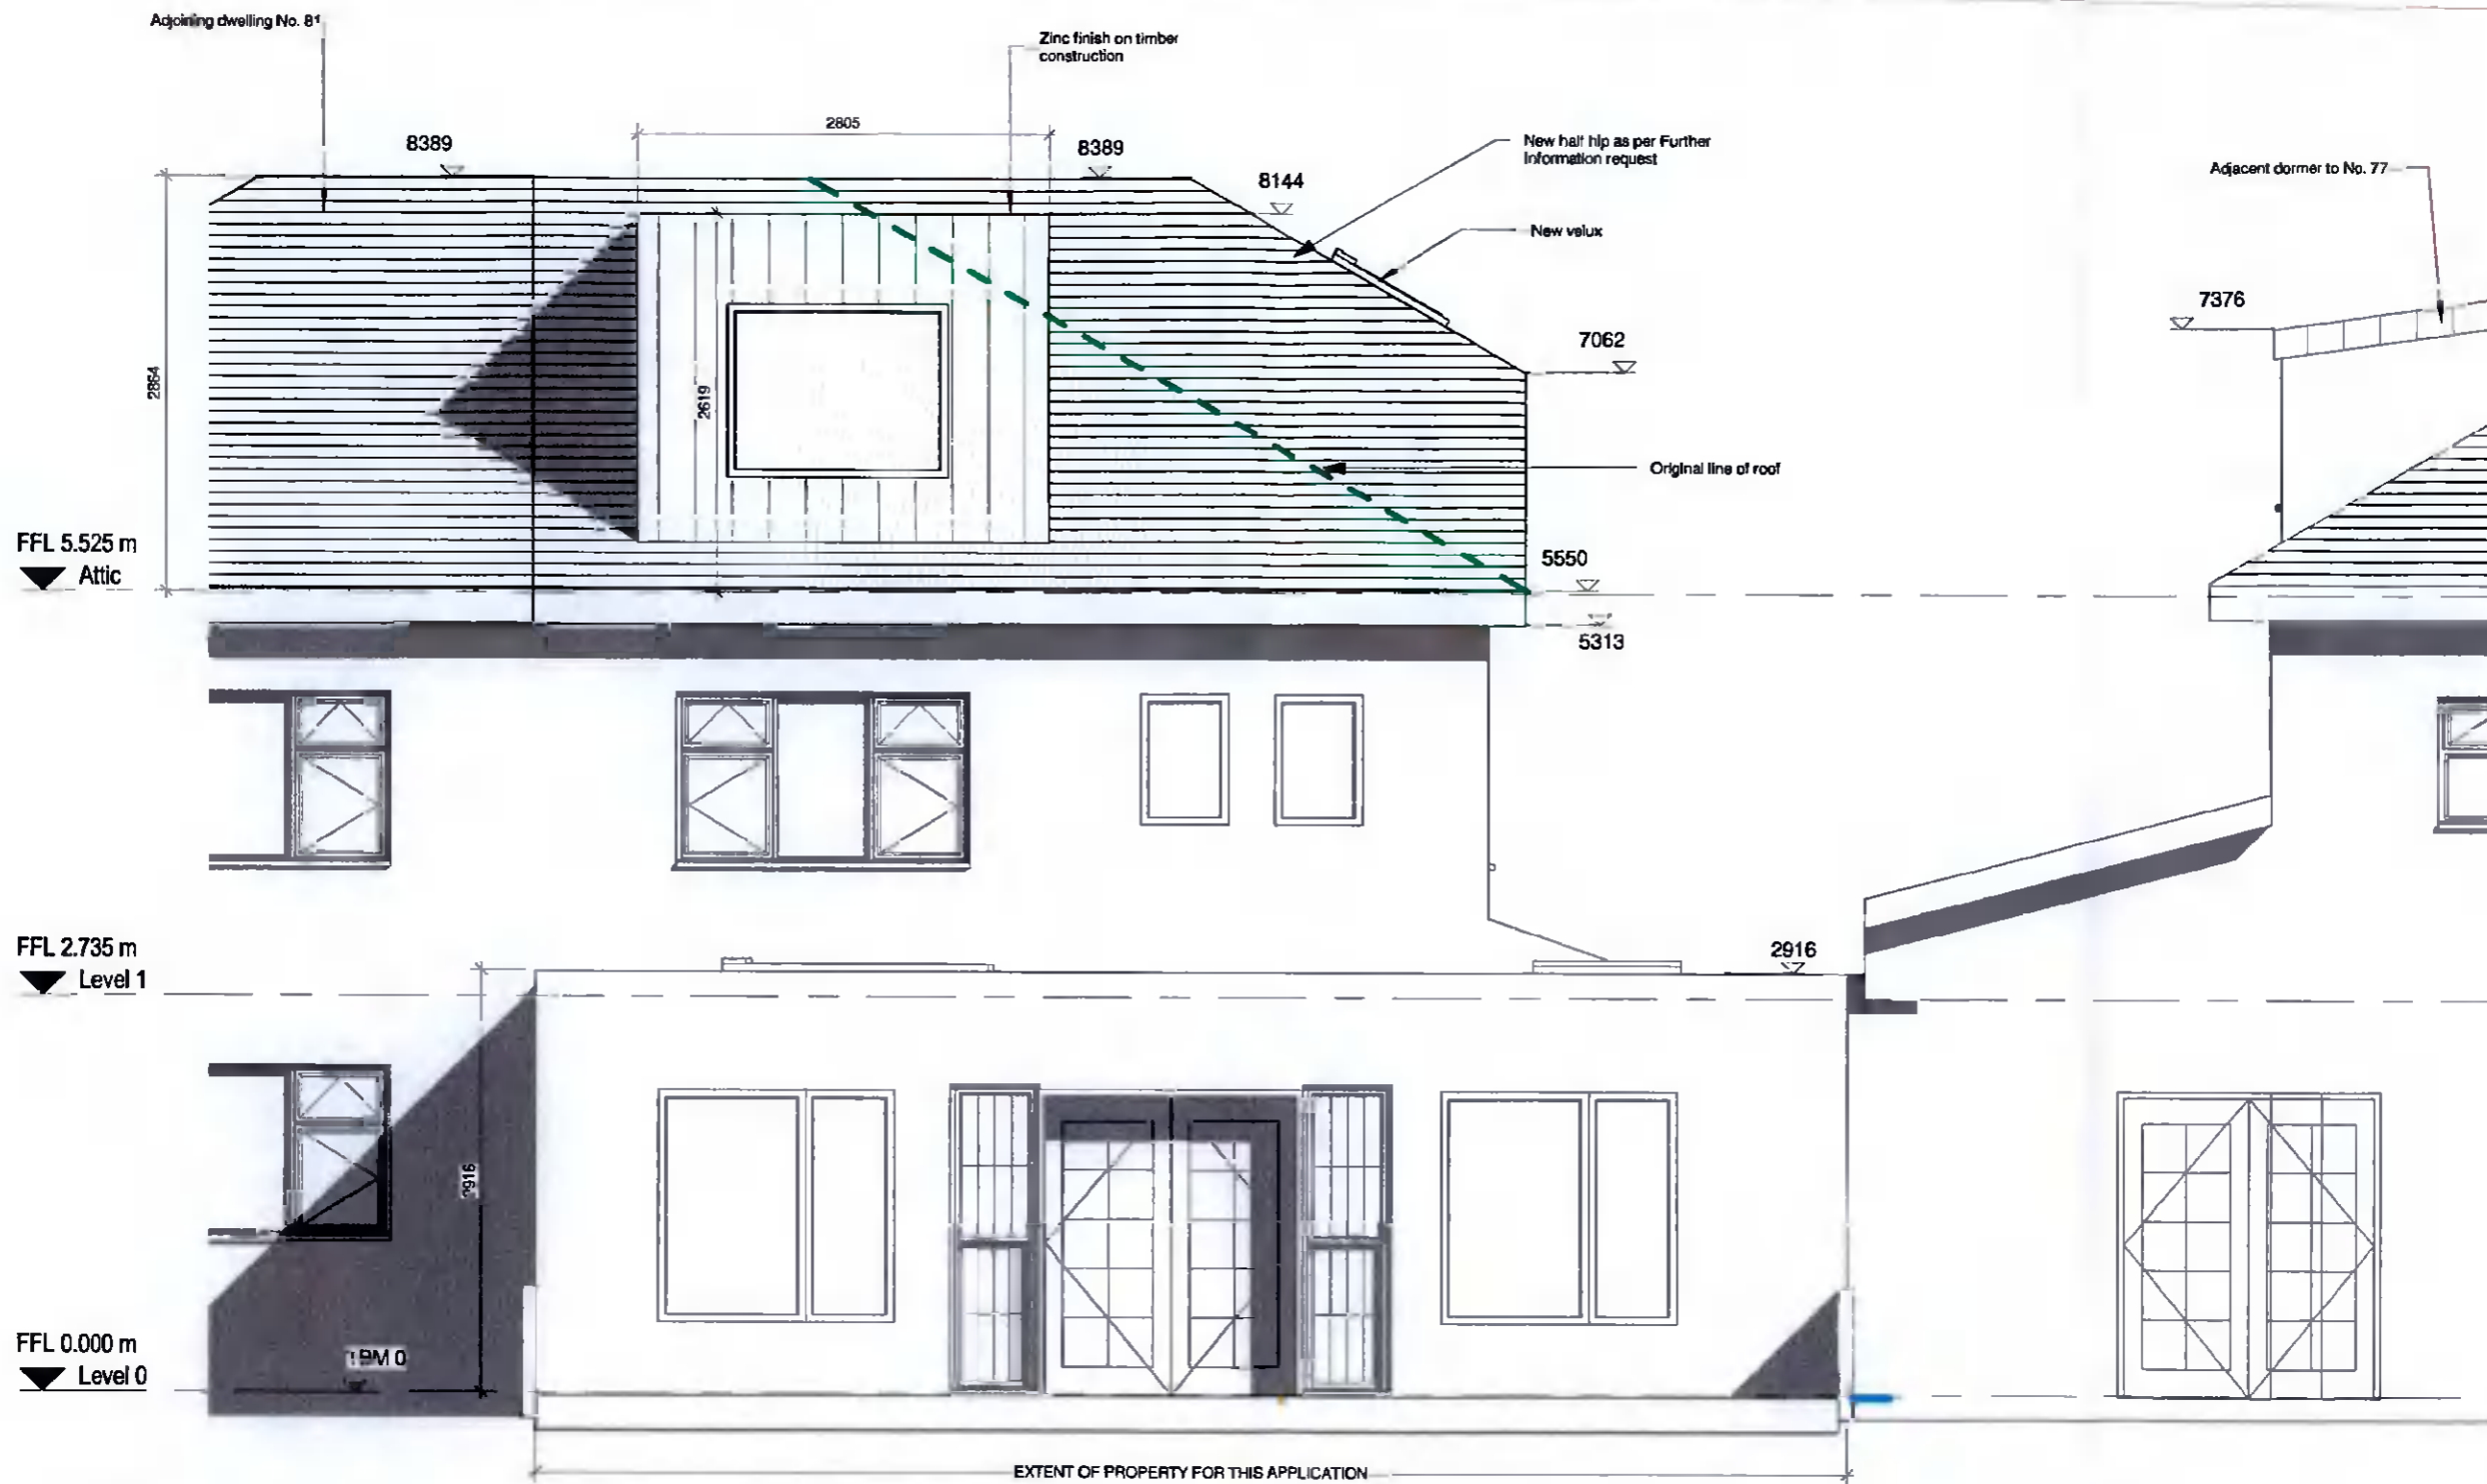 Adjoining dwelling No. 81
Zinc finish on timber
construction
2805
8389
8389
New half hip as per Further
Information request
8144
Adjacent dormer to No. 77
New velux
7376
7062
2864
2619
Original line of roof
FFL 5.525 m
Attic
5550
5313
FFL 2.735 m
Level 1
2916
2916
FFL 0.000 m
Level 0
TBM 0
EXTENT OF PROPERTY FOR THIS APPLICATION